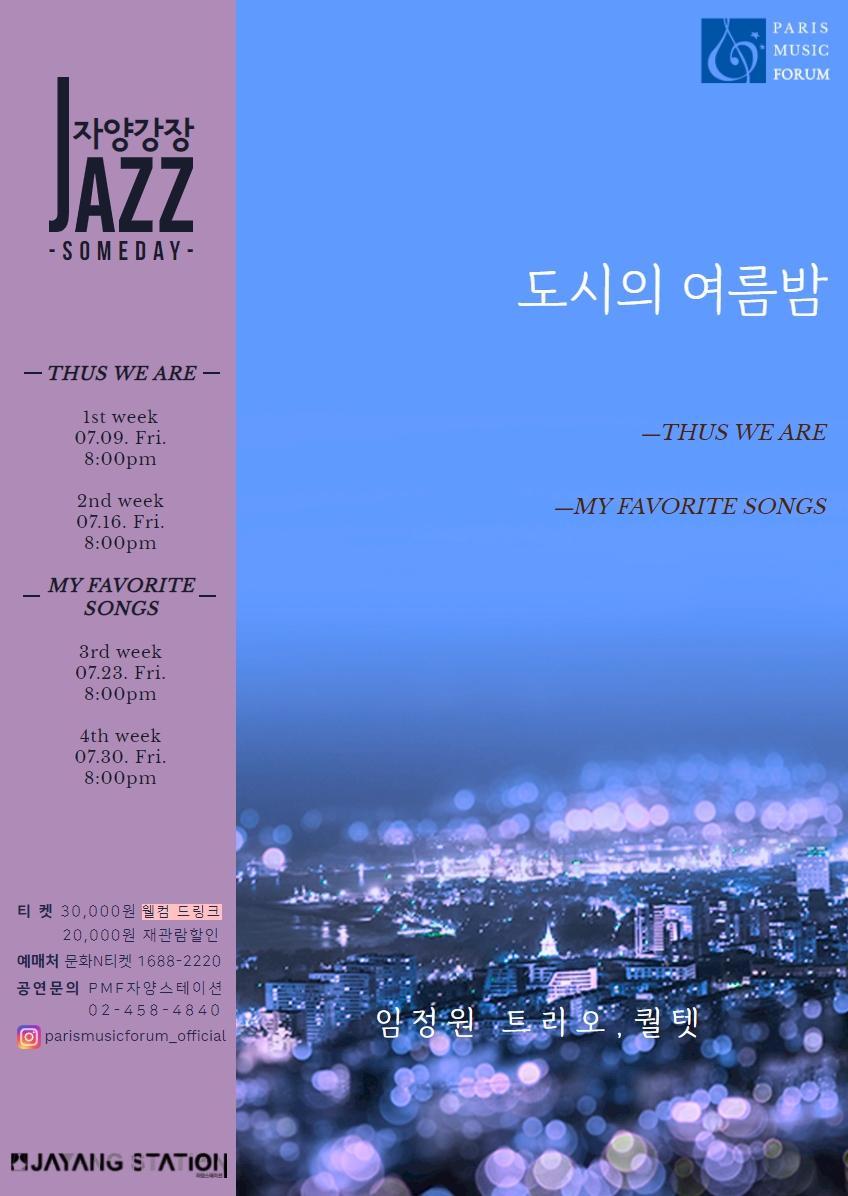 자양강장
JAZZ
-SOMEDAY-
THUS WE ARE
1st week
07.09. Fri.
8:00pm
2nd week
07.16. Fri.
8:00pm
MY FAVORITE
SONGS
3rd week
07.23. Fri.
8:00pm
4th week
07.30. Fri.
8:00pm
티 켓 30,000원 웰컴 드링크
20,000원 재관람할인
예매처 문화N티켓 1688-2220
공연문의 PMF자양스테이션
02-458-4840
parismusicforum_official
JAYANG STATiON
자양스테이션
PARIS
MUSIC
FORUM
도시의 여름밤
—THUS WE ARE
—MY FAVORITE SONGS
임정원 트리오,퀄텟